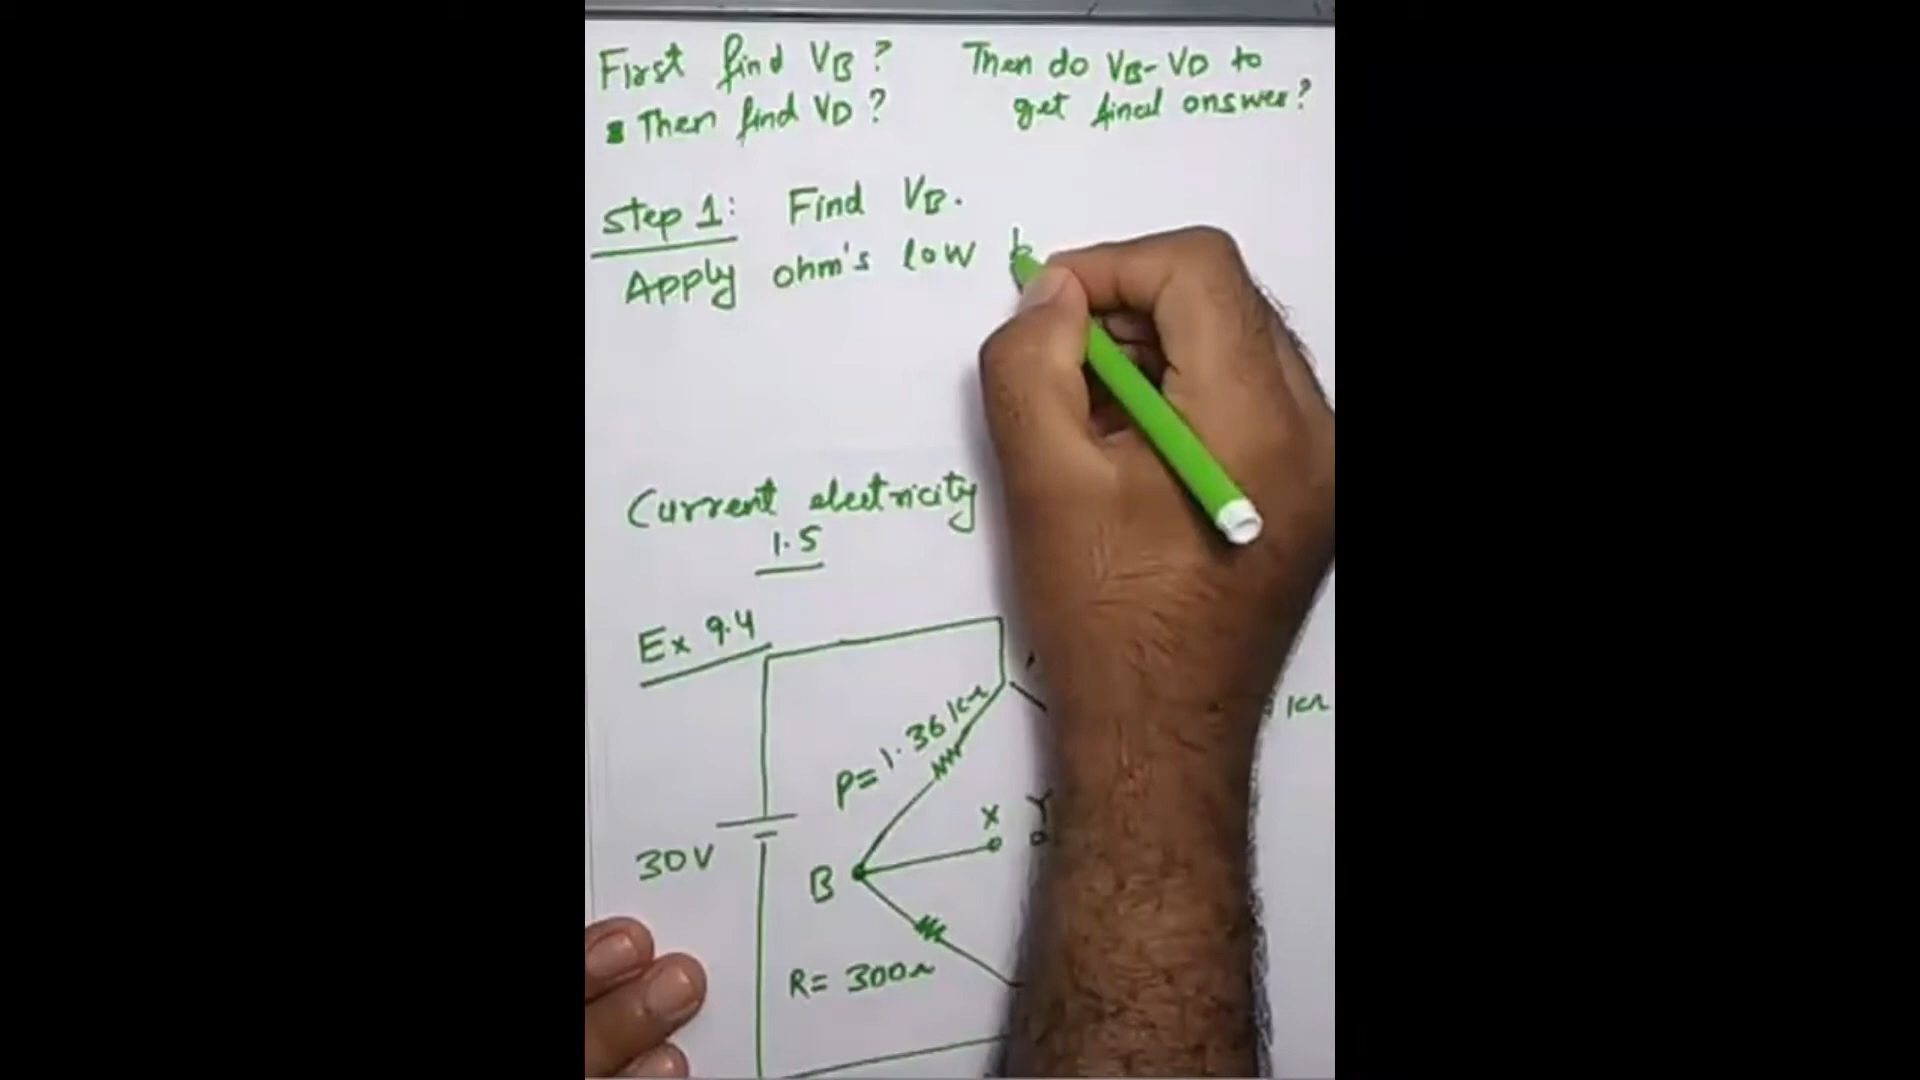 First find VB?
Then find VD?
Then do VB-VD to
get final answer?
Step 1: Find VB.
Apply ohm's low b
Current electricity
1.5
Ex 9.4
P=1.36kΩ
kΩ
X Y
30V
B
R= 300Ω